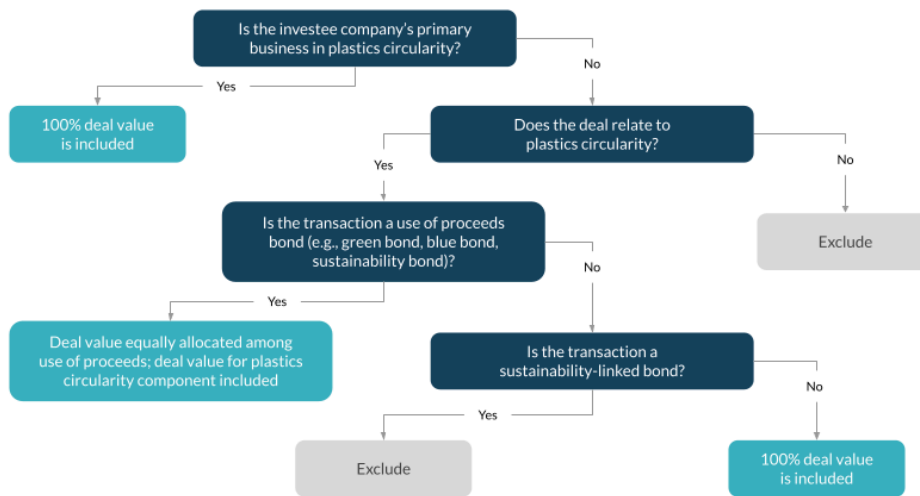 Is the investee company's primary
business in plastics circularity?
Yes
No
100% deal value
is included
Does the deal relate to
plastics circularity?
Yes
No
Is the transaction a use of proceeds
bond (e.g., green bond, blue bond,
sustainability bond)?
Exclude
Yes
No
Deal value equally allocated among
use of proceeds; deal value for plastics
circularity component included
Is the transaction a
sustainability-linked bond?
Yes
No
Exclude
100% deal value
is included